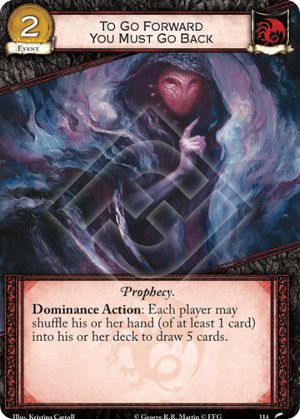 2
To Go Forward
You Must Go Back
Event
Prophecy.
Dominance Action: Each player may
shuffle his or her hand (of at least 1 card)
into his or her deck to draw 5 cards.
Illus. Kristina Carroll
© George R.R. Martin © FFG
114